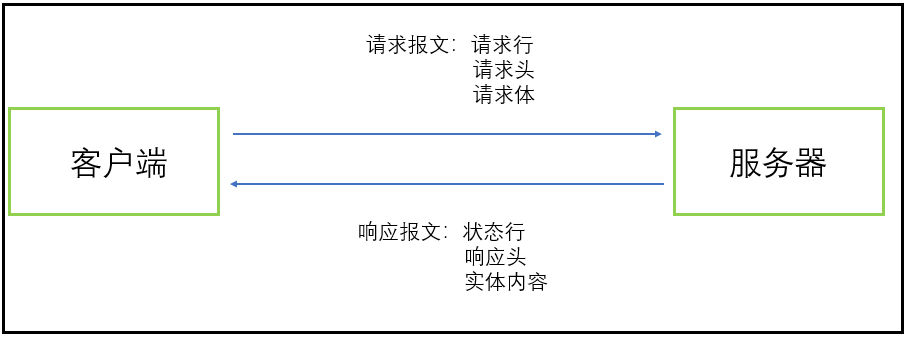 请求报文：请求行
请求头
请求体
客户端
服务器
响应报文：状态行
响应头
实体内容